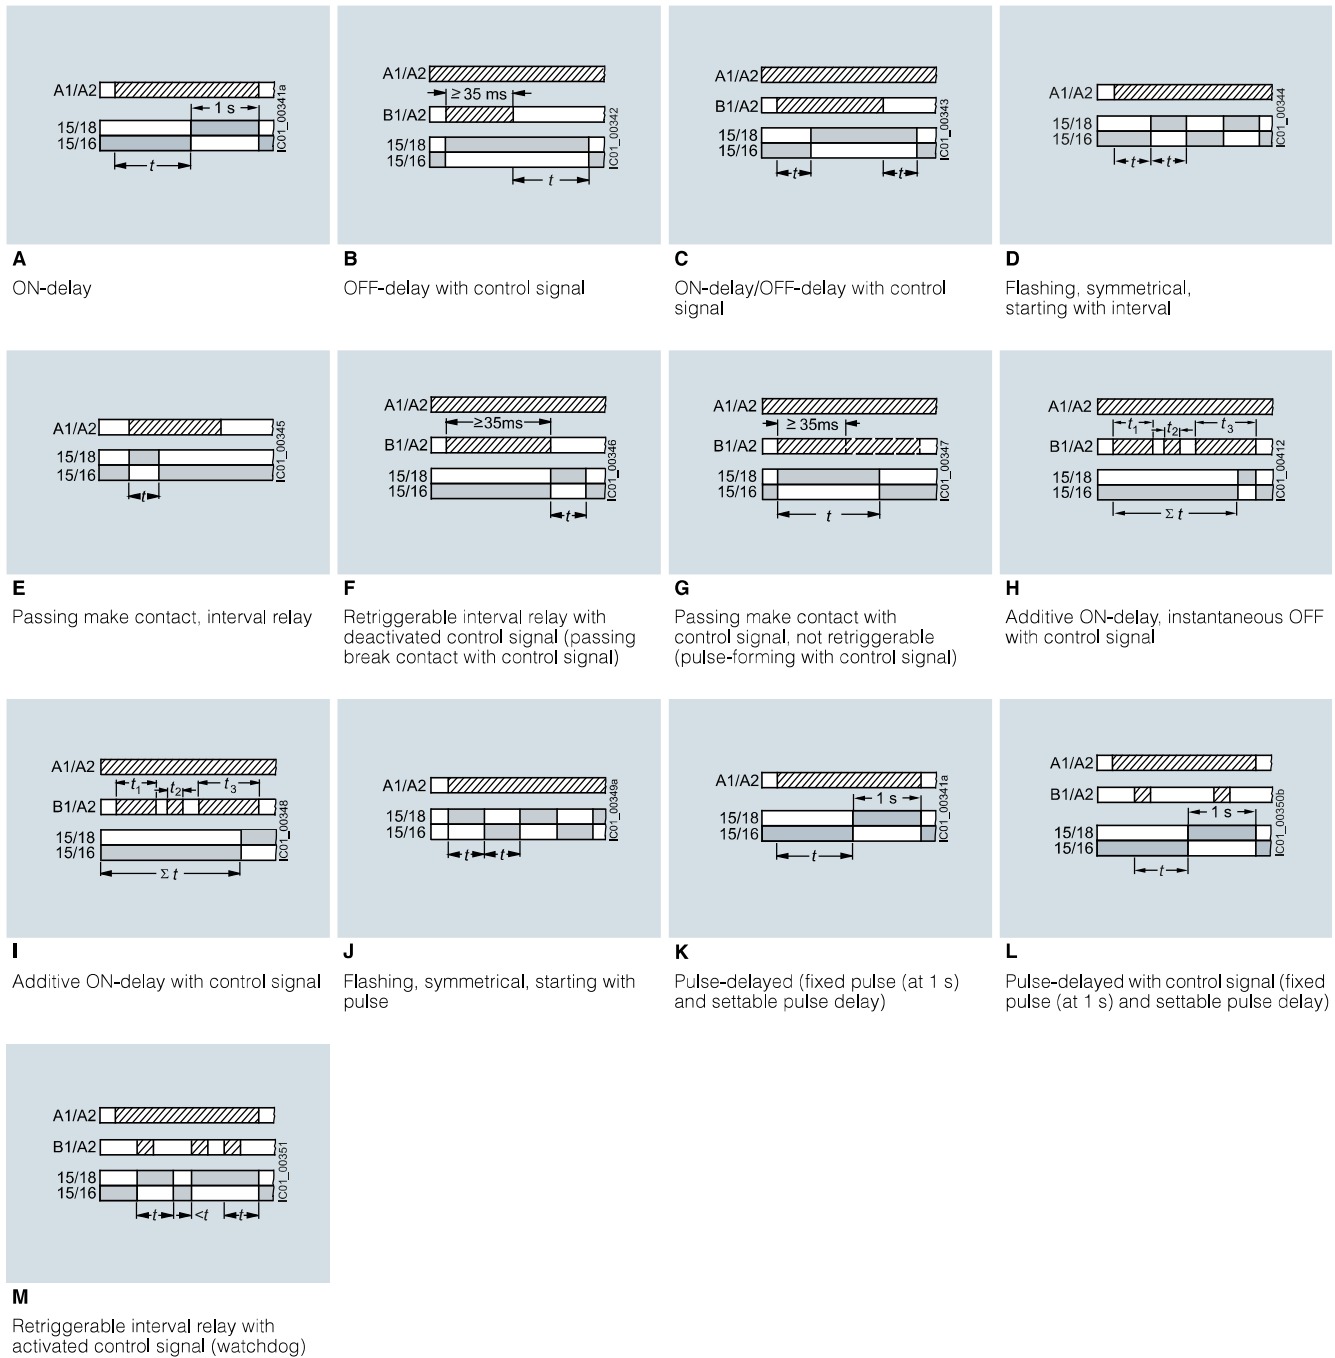 A1/A2
1 s
15/18
15/16
t
IC01_00341a
A
ON-delay
A1/A2
≥ 35 ms
B1/A2
15/18
15/16
t
IC01_00342
B
OFF-delay with control signal
A1/A2
B1/A2
15/18
15/16
t t
IC01_00343
C
ON-delay/OFF-delay with control
signal
A1/A2
15/18
15/16
t t
IC01_00344
D
Flashing, symmetrical,
starting with interval
A1/A2
15/18
15/16
t
IC01_00345
E
Passing make contact, interval relay
A1/A2
≥35ms
B1/A2
15/18
15/16
t
IC01_00346
F
Retriggerable interval relay with
deactivated control signal (passing
break contact with control signal)
A1/A2
≥ 35ms
B1/A2
15/18
15/16
t
IC01_00347
G
Passing make contact with
control signal, not retriggerable
(pulse-forming with control signal)
A1/A2
t1 t2 t3
B1/A2
15/18
15/16
Σ t
IC01_00412
H
Additive ON-delay, instantaneous OFF
with control signal
A1/A2
t1 t2 t3
B1/A2
15/18
15/16
Σ t
IC01_00348
I
Additive ON-delay with control signal
A1/A2
15/18
15/16
t t
IC01_00349a
J
Flashing, symmetrical, starting with
pulse
A1/A2
1 s
15/18
15/16
t
IC01_00341a
K
Pulse-delayed (fixed pulse (at 1 s)
and settable pulse delay)
A1/A2
B1/A2
1 s
15/18
15/16
t
IC01_00350b
L
Pulse-delayed with control signal (fixed
pulse (at 1 s) and settable pulse delay)
A1/A2
B1/A2
15/18
15/16
t <t t
IC01_00351
M
Retriggerable interval relay with
activated control signal (watchdog)